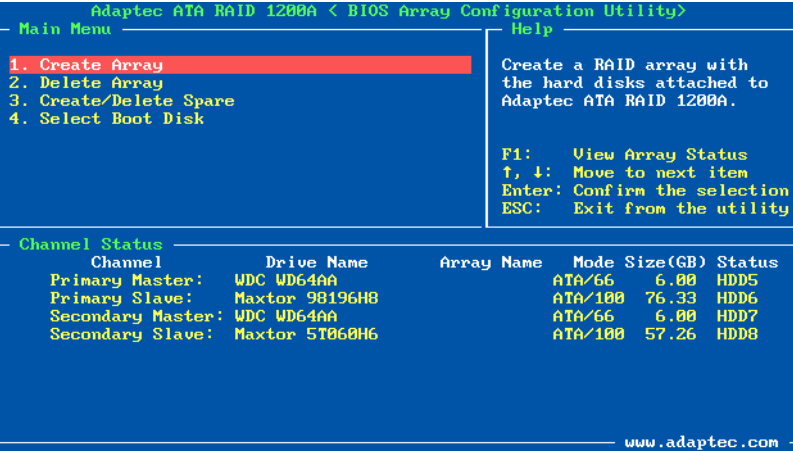 Adaptec ATA RAID 1200A < BIOS Array Configuration Utility>
Main Menu
1. Create Array
2. Delete Array
3. Create/Delete Spare
4. Select Boot Disk
Help
Create a RAID array with
the hard disks attached to
Adaptec ATA RAID 1200A.
F1: View Array Status
↑, ↓: Move to next item
Enter: Confirm the selection
ESC: Exit from the utility
Channel Status
Channel Drive Name Array Name Mode Size(GB) Status
Primary Master: WDC WD64AA ATA/66 6.00 HDD5
Primary Slave: Maxtor 98196H8 ATA/100 76.33 HDD6
Secondary Master: WDC WD64AA ATA/66 6.00 HDD7
Secondary Slave: Maxtor 5T060H6 ATA/100 57.26 HDD8
www.adaptec.com